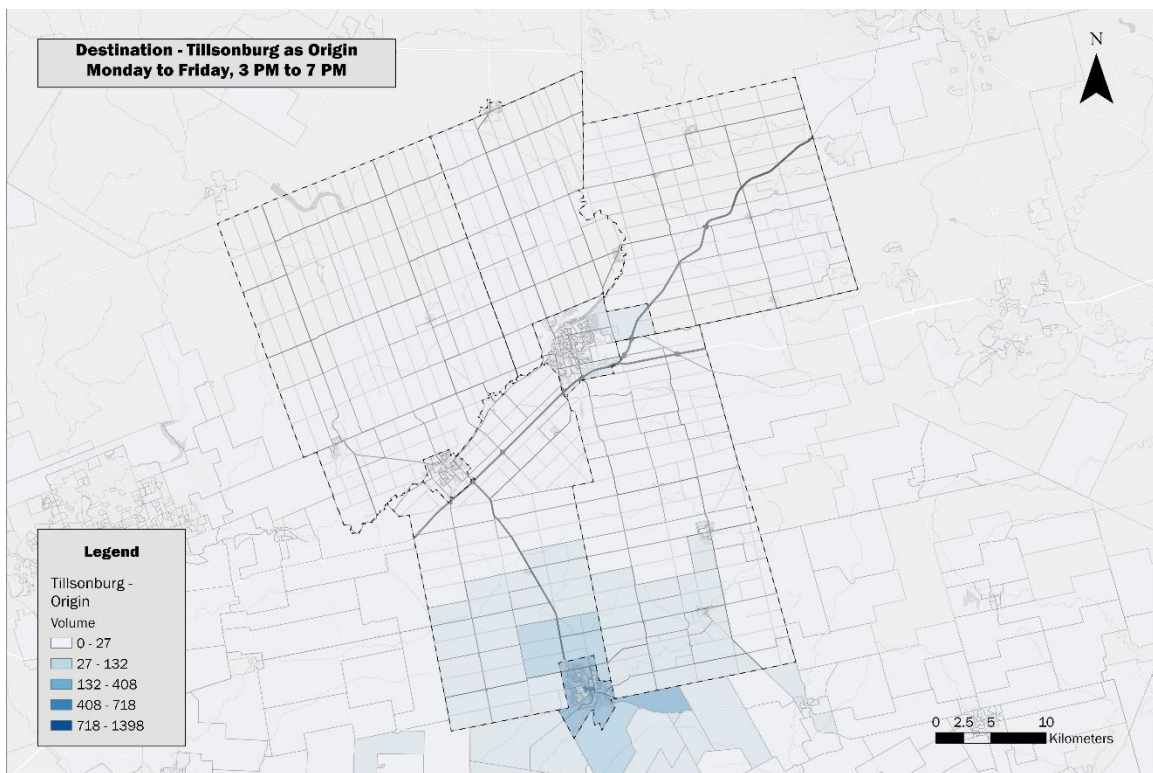 Destination - Tillsonburg as Origin
Monday to Friday, 3 PM to 7 PM
N
Legend
Tillsonburg -
Origin
Volume
0 - 27
27 - 132
132 - 408
408 - 718
718 - 1398
0 2.5 5 10
Kilometers